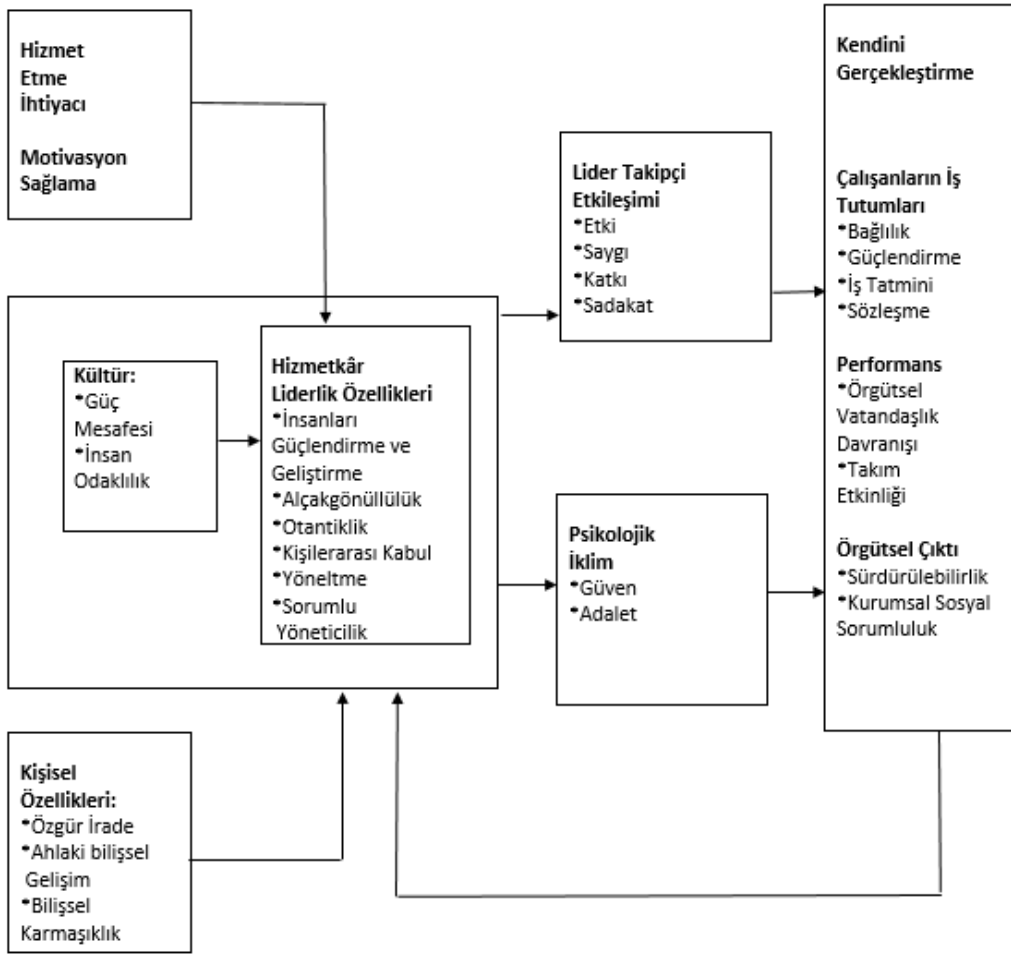 Hizmet
Etme
İhtiyacı
Motivasyon
Sağlama
Kültür:
*Güç
Mesafesi
*İnsan
Odaklılık
Hizmetkâr
Liderlik Özellikleri
*İnsanları
Güçlendirme ve
Geliştirme
*Alçakgönüllülük
*Otantiklik
*Kişilerarası Kabul
*Yöneltme
*Sorumlu
Yöneticilik
Kişisel
Özellikleri:
*Özgür İrade
*Ahlaki bilişsel
Gelişim
*Bilişsel
Karmaşıklık
Lider Takipçi
Etkileşimi
*Etki
*Saygı
*Katkı
*Sadakat
Psikolojik
İklim
*Güven
*Adalet
Kendini
Gerçekleştirme
Çalışanların İş
Tutumları
*Bağlılık
*Güçlendirme
*İş Tatmini
*Sözleşme
Performans
*Örgütsel
Vatandaşlık
Davranışı
*Takım
Etkinliği
Örgütsel Çıktı
*Sürdürülebilirlik
*Kurumsal Sosyal
Sorumluluk